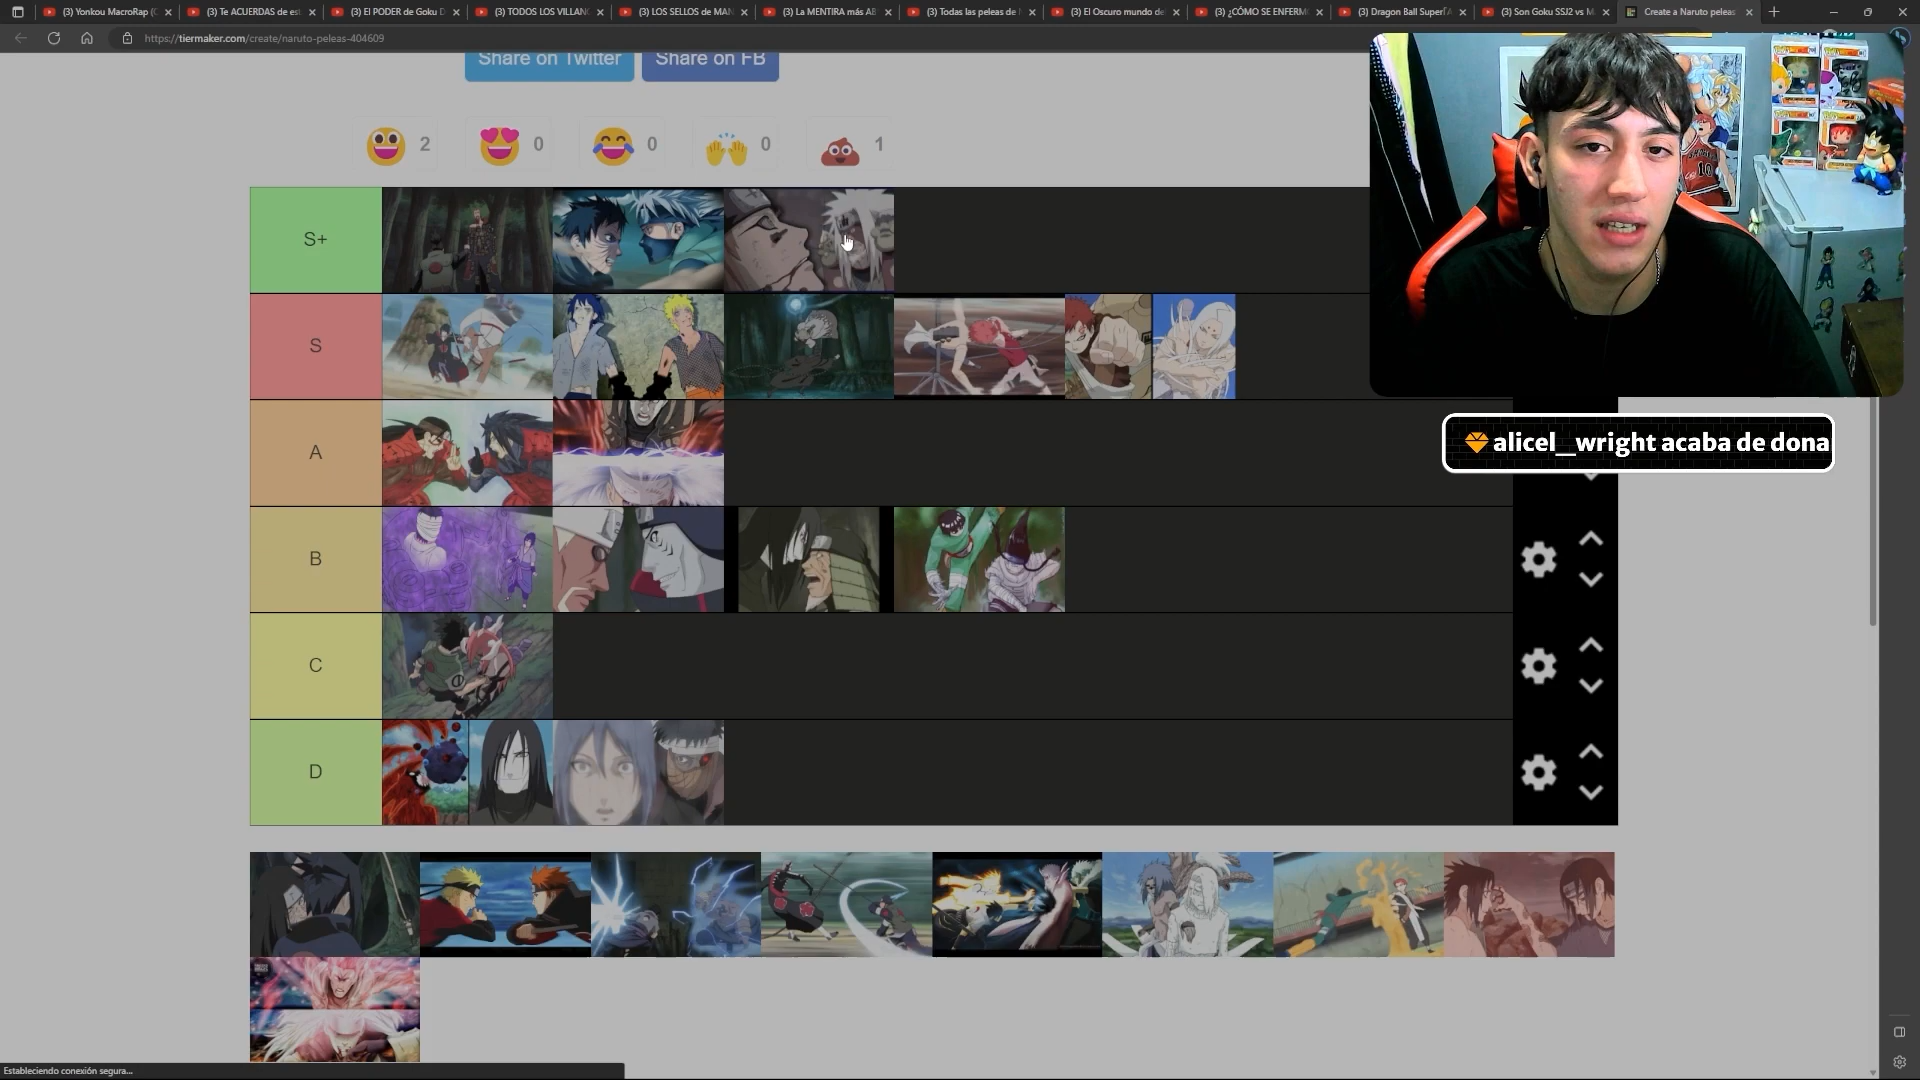 (3) Yonkou MacroRap (
(3) Te ACUERDAS de es
(3) El PODER de Goku D
(3) TODOS LOS VILLAN
(3) LOS SELLOS de MAN
(3) La MENTIRA más AB
(3) Todas las peleas de
(3) El Oscuro mundo de
(3) ¿CÓMO SE ENFERM
(3) Dragon Ball Super
(3) Son Goku SSJ2 vs M
Create a Naruto peleas
https://tiermaker.com/create/naruto-peleas-404609
Share on Twitter
Share on FB
2
0
0
0
1
S+
S
A
B
C
D
10
alicel__wright acaba de dona
Estableciendo conexión segura...